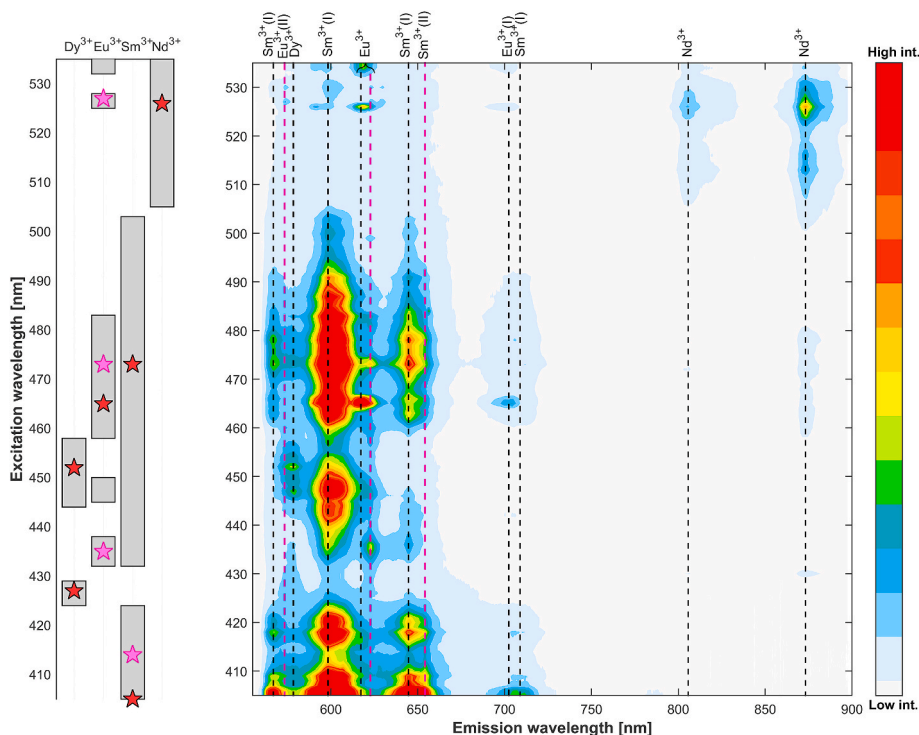 Dy³⁺Eu³⁺Sm³⁺Nd³⁺
Sm³⁺(I)
Eu³⁺(II)
Dy³⁺
Sm³⁺(I)
Eu³⁺
Sm³⁺(I)
Sm³⁺(II)
Eu³⁺(I)
Sm³⁺(I)
Nd³⁺
Nd³⁺
High int.
Low int.
Excitation wavelength [nm]
530
520
510
500
490
480
470
460
450
440
430
420
410
530
520
510
500
490
480
470
460
450
440
430
420
410
600
650
700
750
800
850
900
Emission wavelength [nm]